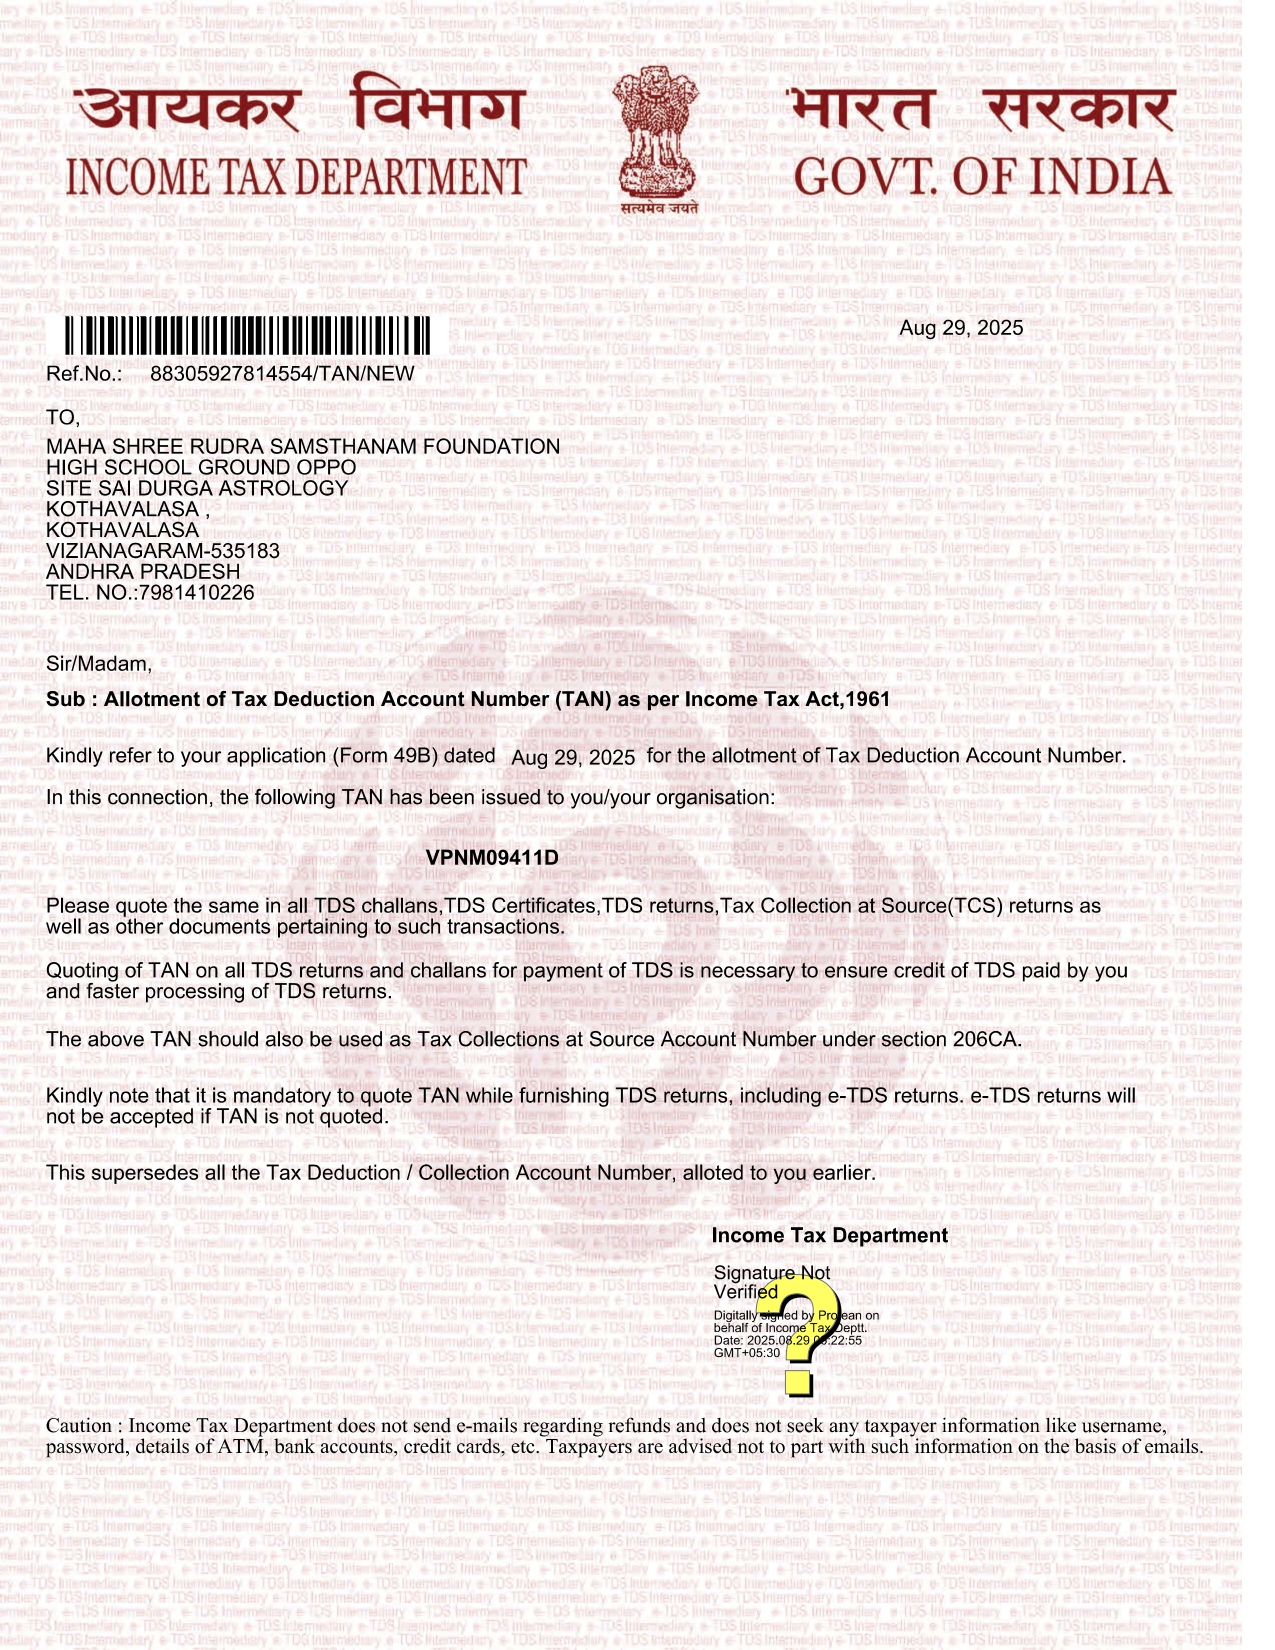 आयकर विभाग
INCOME TAX DEPARTMENT
सत्यमेव जयते
भारत सरकार
GOVT. OF INDIA
Aug 29, 2025
Ref.No.: 88305927814554/TAN/NEW
TO,
MAHA SHREE RUDRA SAMSTHANAM FOUNDATION
HIGH SCHOOL GROUND OPPO
SITE SAI DURGA ASTROLOGY
KOTHAVALASA ,
KOTHAVALASA
VIZIANAGARAM-535183
ANDHRA PRADESH
TEL. NO.:7981410226
Sir/Madam,
Sub : Allotment of Tax Deduction Account Number (TAN) as per Income Tax Act,1961
Kindly refer to your application (Form 49B) dated Aug 29, 2025 for the allotment of Tax Deduction Account Number.
In this connection, the following TAN has been issued to you/your organisation:
VPNM09411D
Please quote the same in all TDS challans,TDS Certificates,TDS returns,Tax Collection at Source(TCS) returns as
well as other documents pertaining to such transactions.
Quoting of TAN on all TDS returns and challans for payment of TDS is necessary to ensure credit of TDS paid by you
and faster processing of TDS returns.
The above TAN should also be used as Tax Collections at Source Account Number under section 206CA.
Kindly note that it is mandatory to quote TAN while furnishing TDS returns, including e-TDS returns. e-TDS returns will
not be accepted if TAN is not quoted.
This supersedes all the Tax Deduction / Collection Account Number, alloted to you earlier.
Income Tax Department
Signature Not
Verified
Digitally signed by Protean on
behalf of Income Tax Deptt.
Date: 2025.08.29
GMT+05:30
Caution : Income Tax Department does not send e-mails regarding refunds and does not seek any taxpayer information like username,
password, details of ATM, bank accounts, credit cards, etc. Taxpayers are advised not to part with such information on the basis of emails.